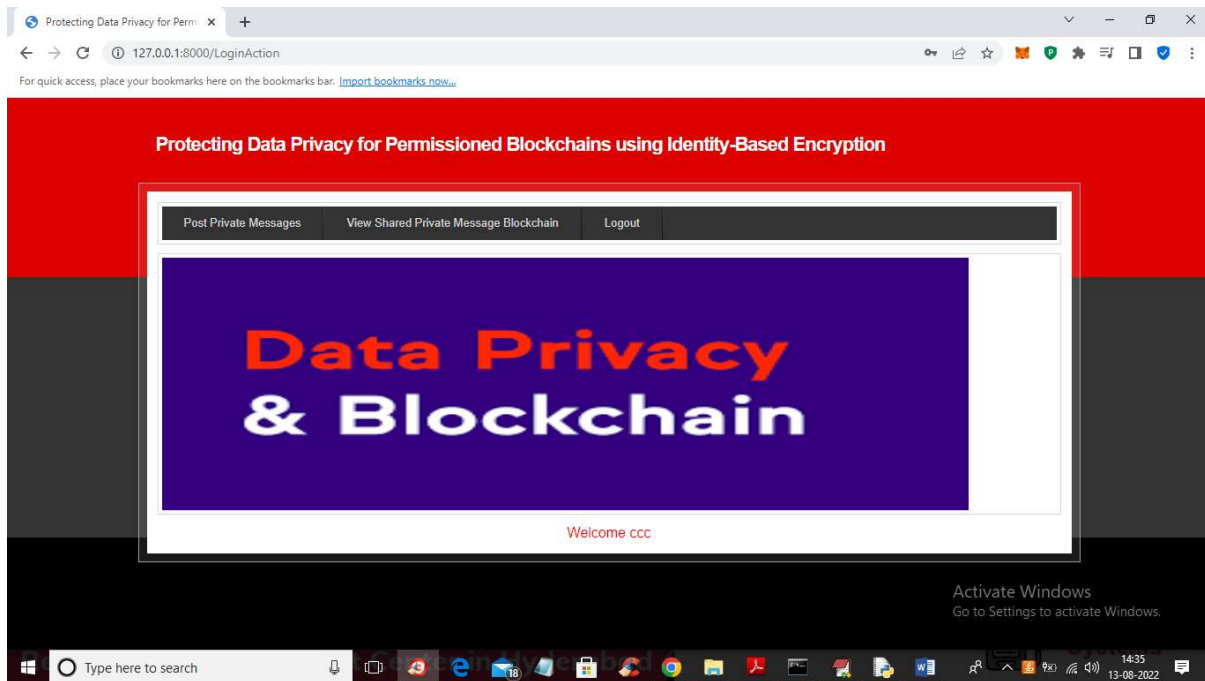 Protecting Data Privacy for Perm
127.0.0.1:8000/LoginAction
For quick access, place your bookmarks here on the bookmarks bar. Import bookmarks now...
Protecting Data Privacy for Permissioned Blockchains using Identity-Based Encryption
Post Private Messages View Shared Private Message Blockchain Logout
Data Privacy
& Blockchain
Welcome ccc
Activate Windows
Go to Settings to activate Windows.
Type here to search
18
14:35
13-08-2022